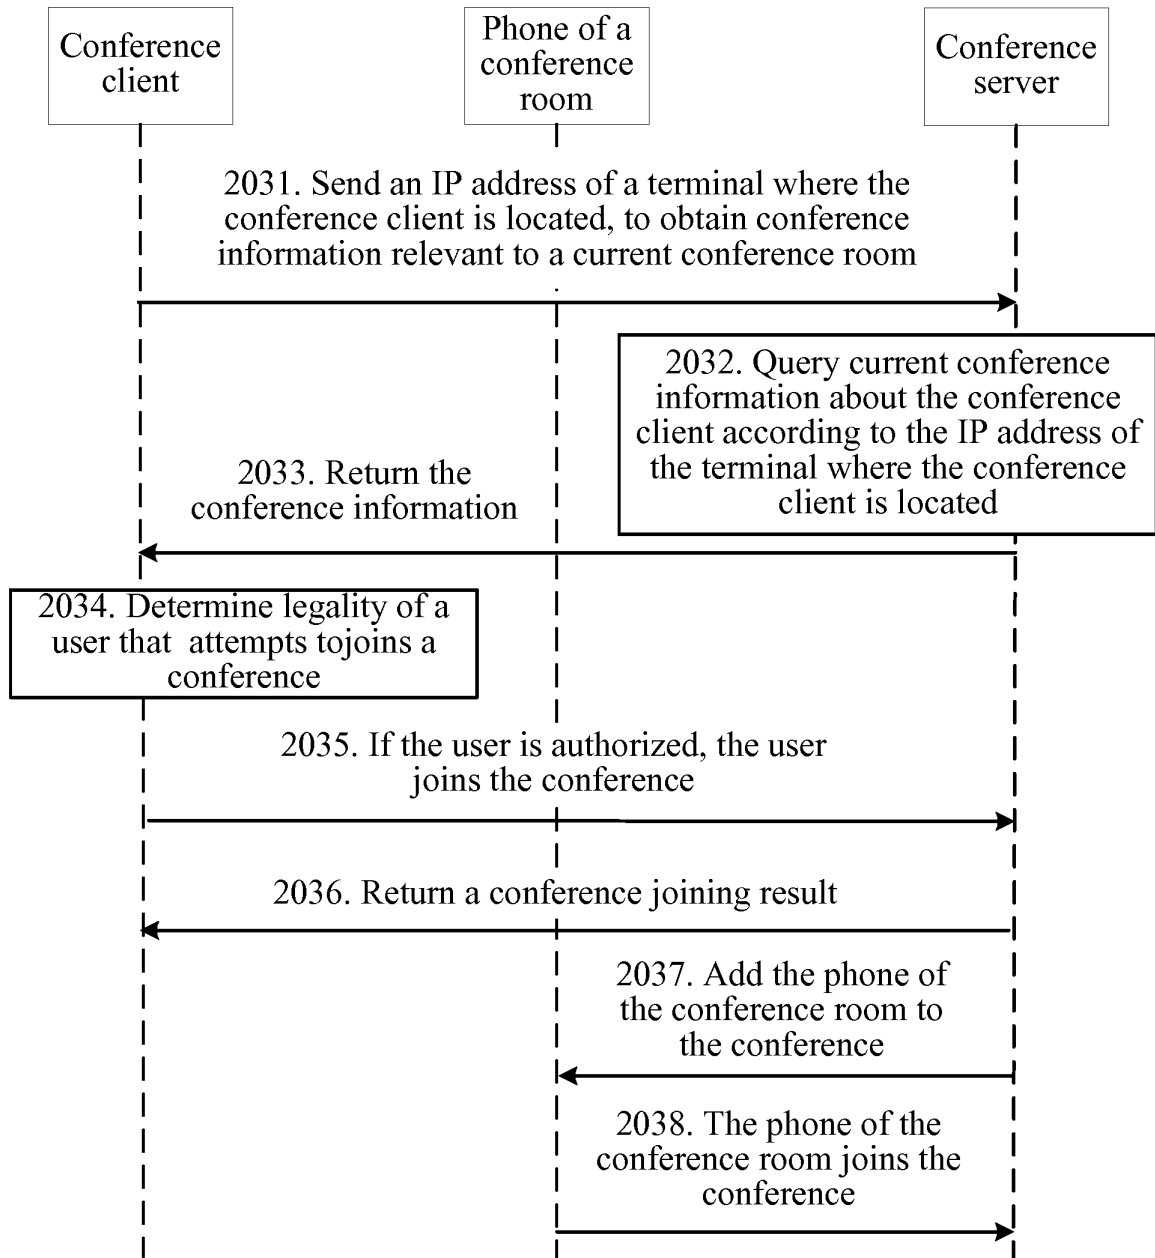 Conference
client
Phone of a
conference
room
Conference
server
2031. Send an IP address of a terminal where the
conference client is located, to obtain conference
information relevant to a current conference room
2032. Query current conference
information about the conference
client according to the IP address of
the terminal where the conference
client is located
2033. Return the
conference information
2034. Determine legality of a
user that  attempts tojoins a
conference
2035. If the user is authorized, the user
joins the conference
2036. Return a conference joining result
2037. Add the phone of
the conference room to
the conference
2038. The phone of the
conference room joins the
conference